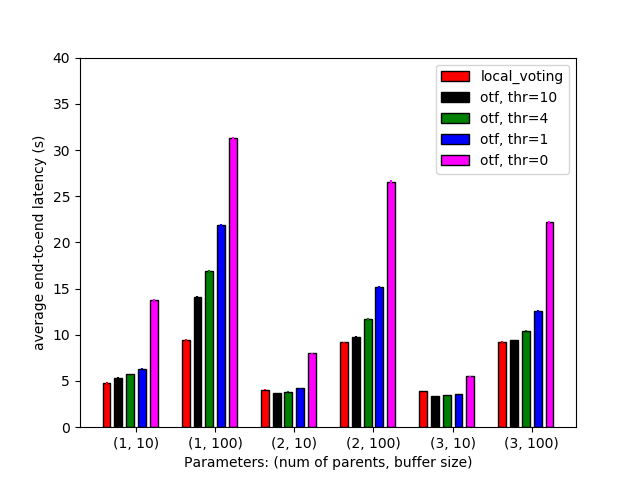 40
35
30
25
20
15
10
5
0
average end-to-end latency (s)
local_voting
otf, thr=10
otf, thr=4
otf, thr=1
otf, thr=0
(1, 10)
(1, 100)
(2, 10)
(2, 100)
(3, 10)
(3, 100)
Parameters: (num of parents, buffer size)